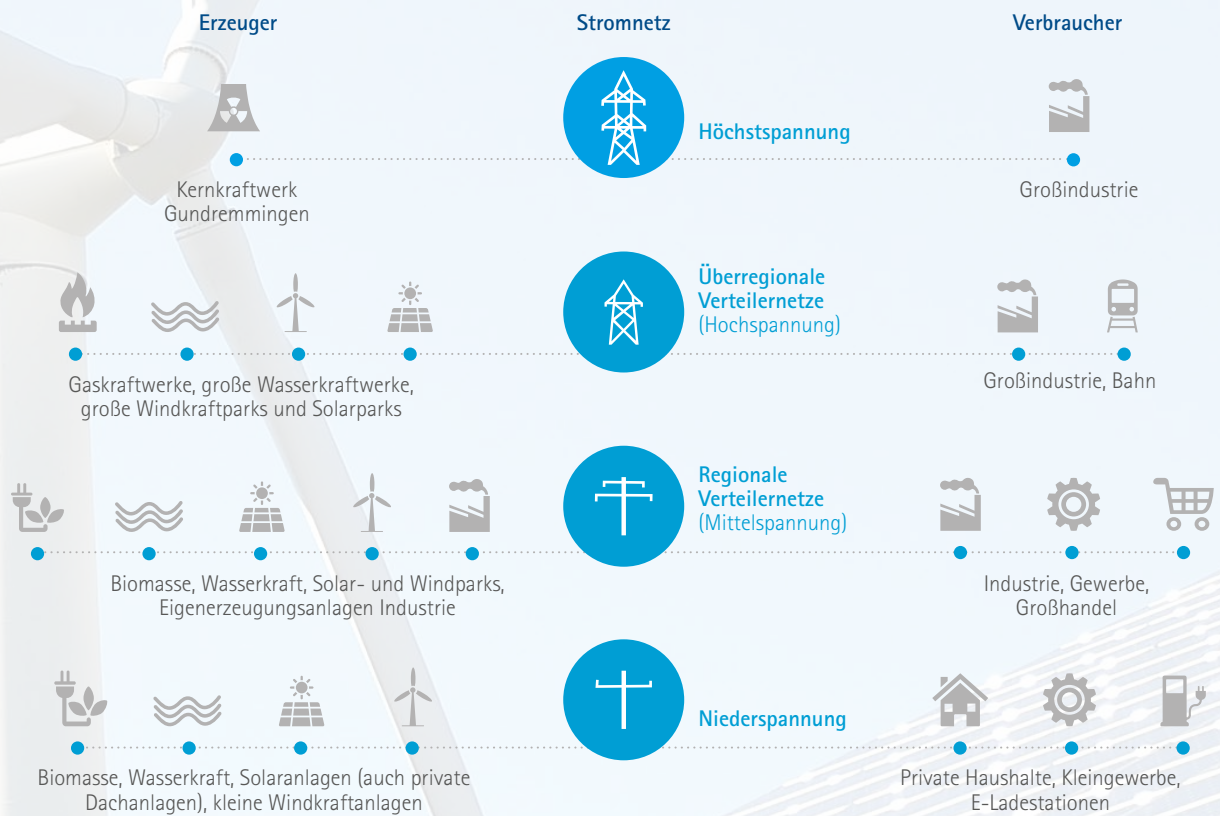 Erzeuger
Stromnetz
Verbraucher
Höchstspannung
Kernkraftwerk
Gundremmingen
Großindustrie
Überregionale
Verteilernetze
(Hochspannung)
Gaskraftwerke, große Wasserkraftwerke,
große Windkraftparks und Solarparks
Großindustrie, Bahn
Regionale
Verteilernetze
(Mittelspannung)
Biomasse, Wasserkraft, Solar- und Windparks,
Eigenerzeugungsanlagen Industrie
Industrie, Gewerbe,
Großhandel
Niederspannung
Biomasse, Wasserkraft, Solaranlagen (auch private
Dachanlagen), kleine Windkraftanlagen
Private Haushalte, Kleingewerbe,
E-Ladestationen